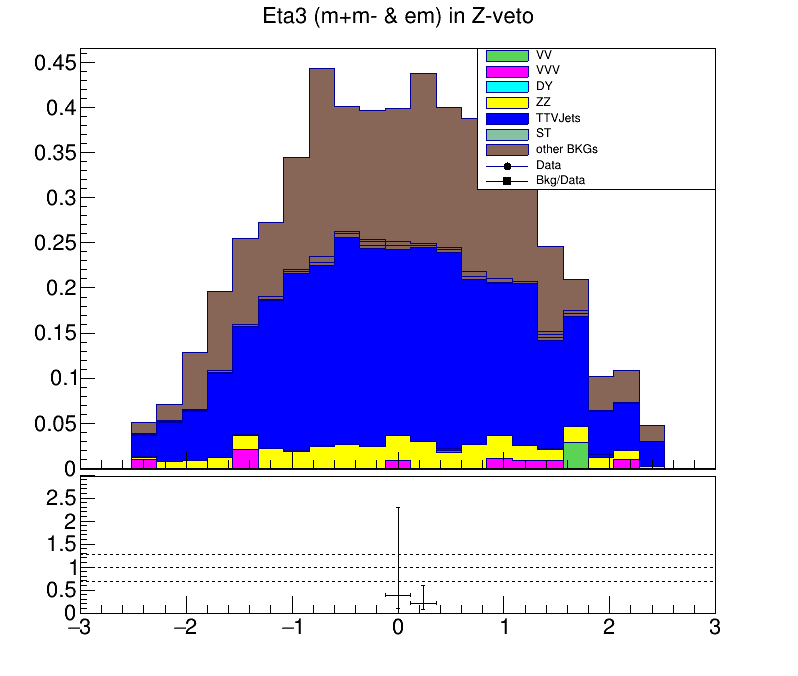 Eta3 (m+m- & em) in Z-veto
0.45
0.4
0.35
0.3
0.25
0.2
0.15
0.1
0.05
0
VV
VVV
DY
ZZ
TTVJets
ST
other BKGs
Data
Bkg/Data
2.5
2
1.5
1
0.5
0
−3 −2 −1 0 1 2 3